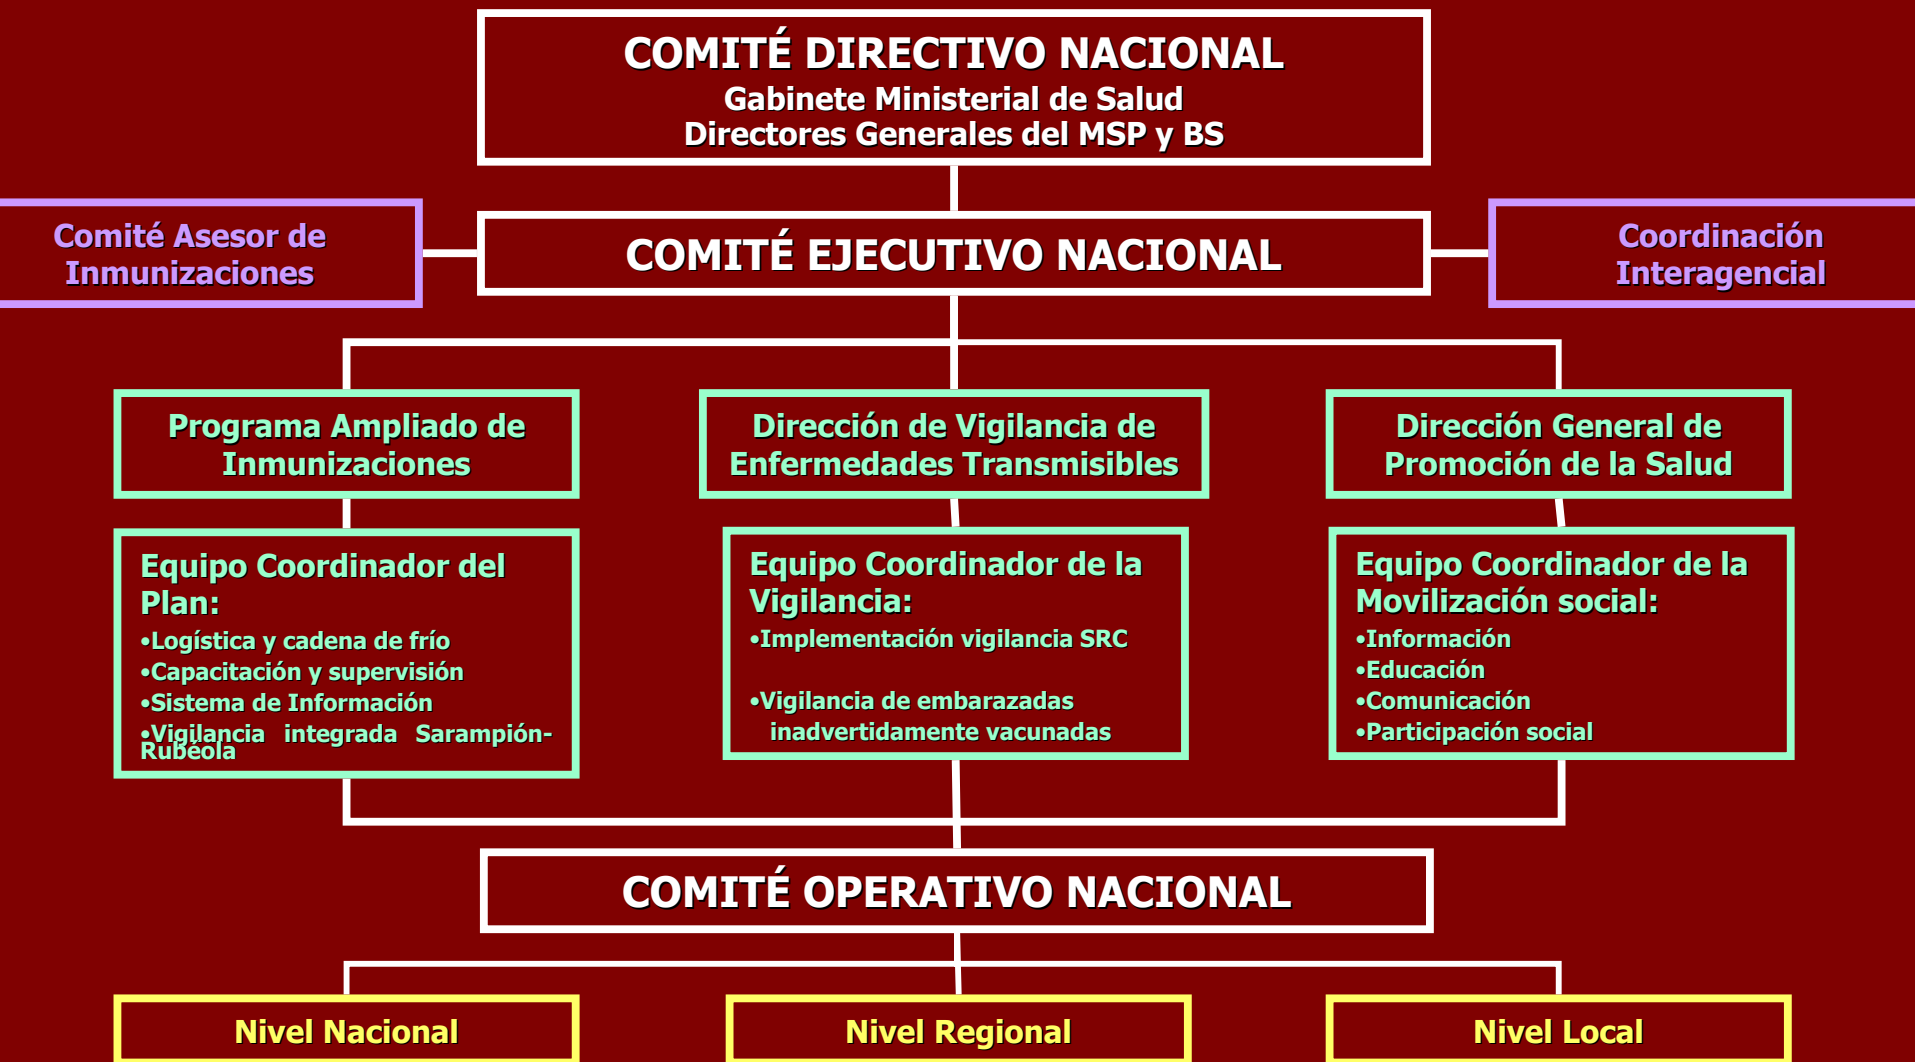 COMITÉ DIRECTIVO NACIONAL
Gabinete Ministerial de Salud
Directores Generales del MSP y BS
Comité Asesor de
Inmunizaciones
COMITÉ EJECUTIVO NACIONAL
Coordinación
Interagencial
Programa Ampliado de
Inmunizaciones
Dirección de Vigilancia de
Enfermedades Transmisibles
Dirección General de
Promoción de la Salud
Equipo Coordinador del
Plan:
•Logística y cadena de frío
•Capacitación y supervisión
•Sistema de Información
•Vigilancia integrada Sarampión-
Rubéola
Equipo Coordinador de la
Vigilancia:
•Implementación vigilancia SRC
•Vigilancia de embarazadas
inadvertidamente vacunadas
Equipo Coordinador de la
Movilización social:
•Información
•Educación
•Comunicación
•Participación social
COMITÉ OPERATIVO NACIONAL
Nivel Nacional
Nivel Regional
Nivel Local